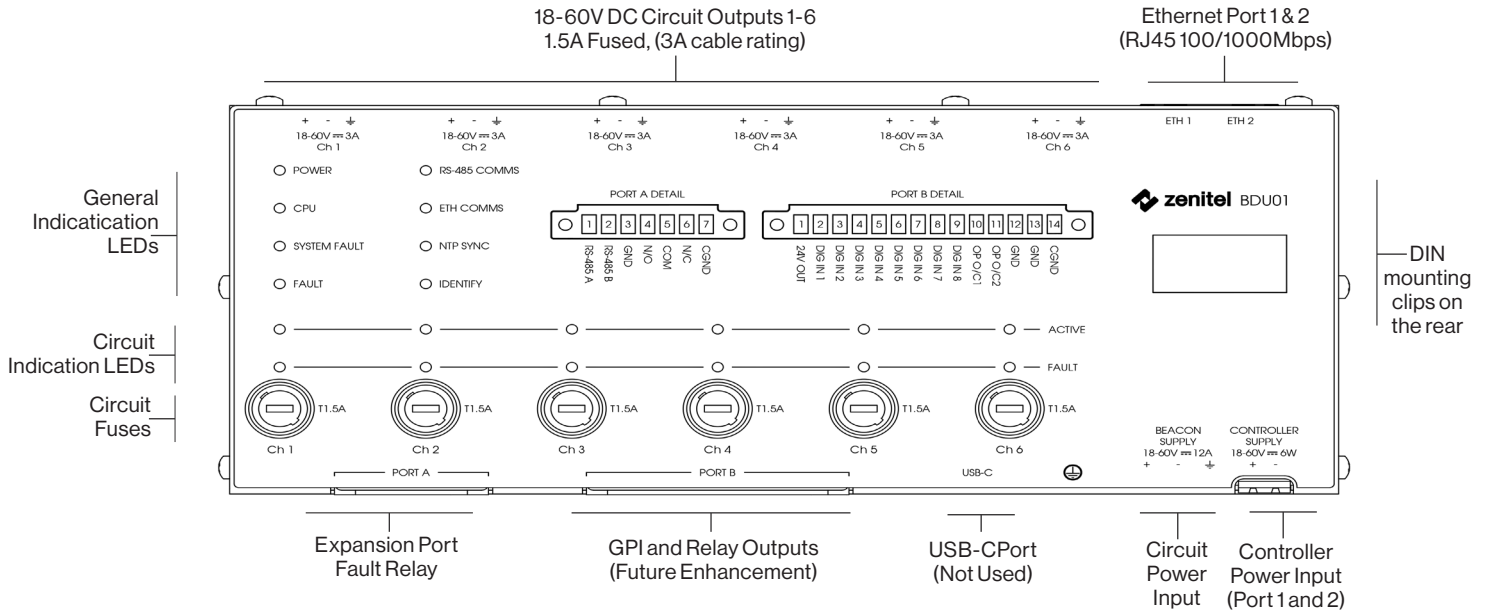 18-60V DC Circuit Outputs 1-6
1.5A Fused, (3A cable rating)
Ethernet Port 1 & 2
(RJ45 100/1000Mbps)
+ - ⏚ + - ⏚ + - ⏚ + - ⏚ + - ⏚ + - ⏚
18-60V ⎓ 3A 18-60V ⎓ 3A 18-60V ⎓ 3A 18-60V ⎓ 3A 18-60V ⎓ 3A 18-60V ⎓ 3A
Ch 1 Ch 2 Ch 3 Ch 4 Ch 5 Ch 6
ETH 1 ETH 2
General
Indicatication
LEDs
POWER RS-485 COMMS
CPU ETH COMMS
SYSTEM FAULT NTP SYNC
FAULT IDENTIFY
PORT A DETAIL
1 2 3 4 5 6 7
RS-485 A
RS-485 B
GND
N/O
COM
N/C
CGND
PORT B DETAIL
1 2 3 4 5 6 7 8 9 10 11 12 13 14
24V OUT
DIG IN 1
DIG IN 2
DIG IN 3
DIG IN 4
DIG IN 5
DIG IN 6
DIG IN 7
DIG IN 8
OP O/C1
OP O/C2
GND
GND
CGND
zenitel BDU01
DIN
mounting
clips on
the rear
Circuit
Indication LEDs
ACTIVE
FAULT
Circuit
Fuses
T1.5A T1.5A T1.5A T1.5A T1.5A T1.5A
Ch 1 Ch 2 Ch 3 Ch 4 Ch 5 Ch 6
PORT A PORT B USB-C
BEACON
SUPPLY
18-60V ⎓ 12A
+ - ⏚
CONTROLLER
SUPPLY
18-60V ⎓ 6W
+ -
Expansion Port
Fault Relay
GPI and Relay Outputs
(Future Enhancement)
USB-CPort
(Not Used)
Circuit
Power
Input
Controller
Power Input
(Port 1 and 2)